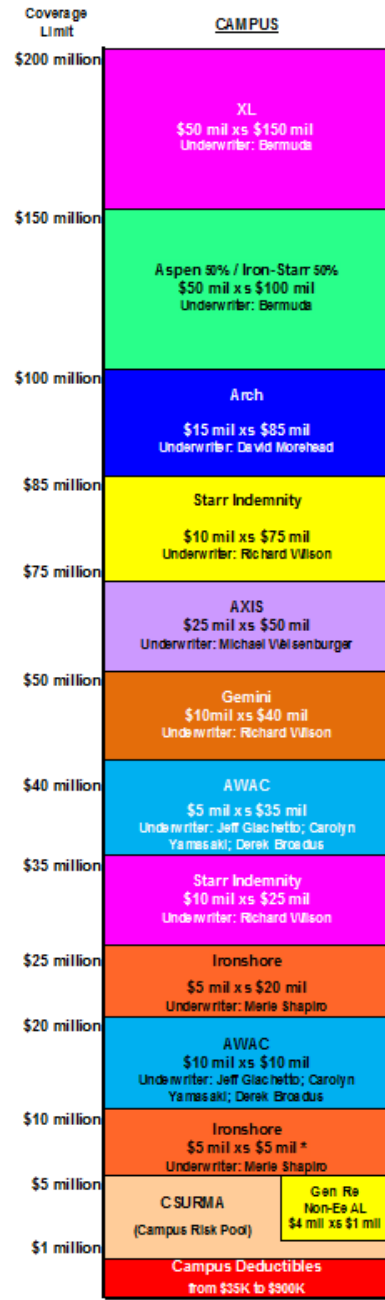 Coverage
Limit
CAMPUS
$200 million
XL
$50 mil xs $150 mil
Underwriter: Bermuda
$150 million
Aspen 50% / Iron-Starr 50%
$50 mil xs $100 mil
Underwriter: Bermuda
$100 million
Arch
$15 mil xs $85 mil
Underwriter: David Morehead
$85 million
Starr Indemnity
$10 mil xs $75 mil
Underwriter: Richard Wilson
$75 million
AXIS
$25 mil xs $50 mil
Underwriter: Michael Weisenburger
$50 million
Gemini
$10mil xs $40 mil
Underwriter: Richard Wilson
$40 million
AWAC
$5 mil xs $35 mil
Underwriter: Jeff Giachetto; Carolyn
Yamasaki; Derek Broadus
$35 million
Starr Indemnity
$10 mil xs $25 mil
Underwriter: Richard Wilson
$25 million
Ironshore
$5 mil xs $20 mil
Underwriter: Merle Shapiro
$20 million
AWAC
$10 mil xs $10 mil
Underwriter: Jeff Giachetto; Carolyn
Yamasaki; Derek Broadus
$10 million
Ironshore
$5 mil xs $5 mil *
Underwriter: Merle Shapiro
$5 million
CSURMA
(Campus Risk Pool)
Gen Re
Non-Ee AL
$4 mil xs $1 mil
$1 million
Campus Deductibles
from $35K to $900K